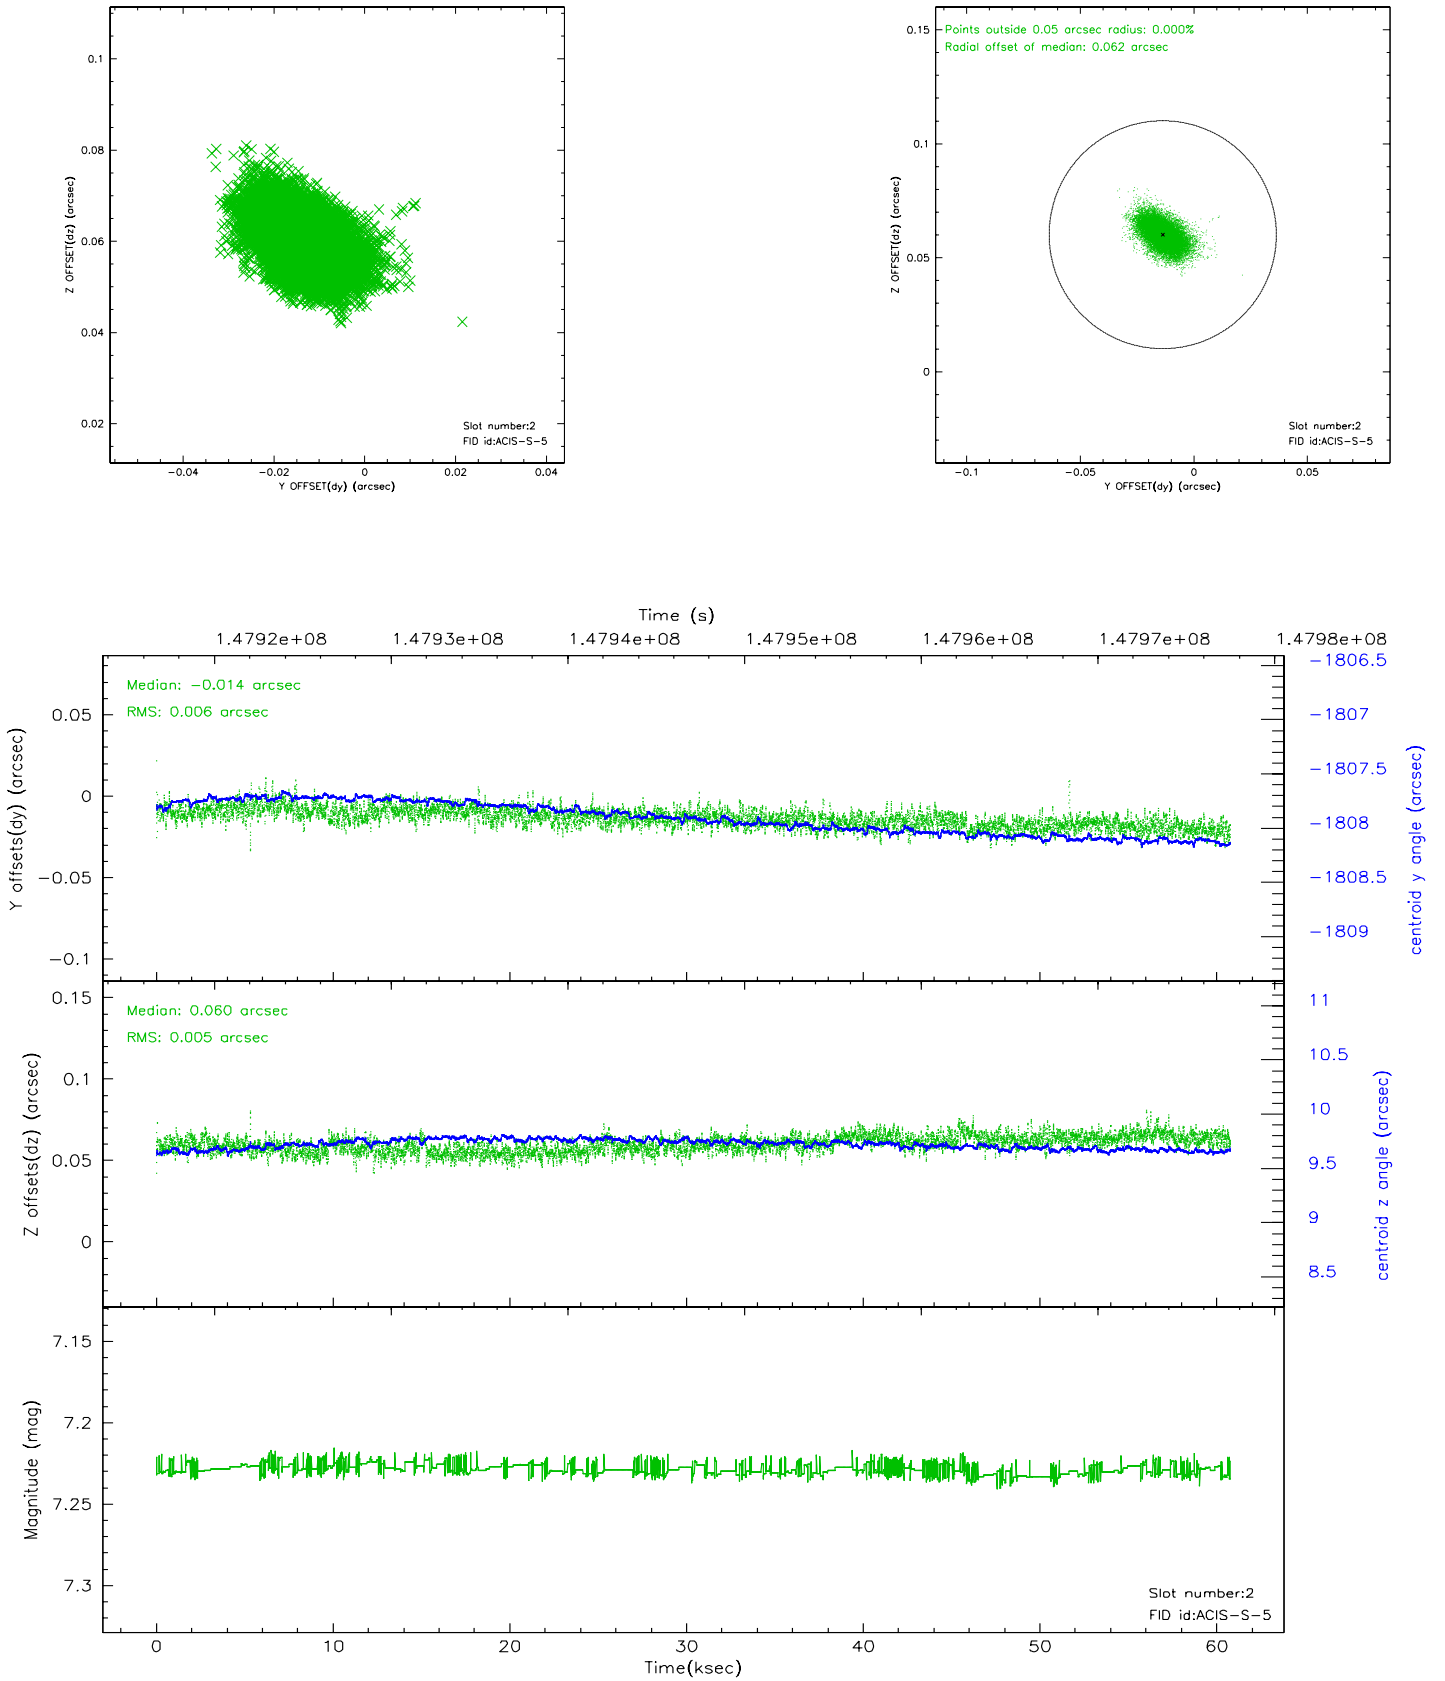 0.1
0.08
0.06
0.04
0.02
Z OFFSET(dz) (arcsec)
Slot number:2
FID id:ACIS-S-5
-0.04 -0.02 0 0.02 0.04
Y OFFSET(dy) (arcsec)
Points outside 0.05 arcsec radius: 0.000%
Radial offset of median: 0.062 arcsec
0.15
0.1
0.05
0
Z OFFSET(dz) (arcsec)
Slot number:2
FID id:ACIS-S-5
-0.1 -0.05 0 0.05
Y OFFSET(dy) (arcsec)
Time (s)
1.4792e+08 1.4793e+08 1.4794e+08 1.4795e+08 1.4796e+08 1.4797e+08 1.4798e+08
Median: -0.014 arcsec
RMS: 0.006 arcsec
0.05
0
-0.05
-0.1
Y offsets(dy) (arcsec)
-1806.5
-1807
-1807.5
-1808
-1808.5
-1809
centroid y angle (arcsec)
Median: 0.060 arcsec
RMS: 0.005 arcsec
0.15
0.1
0.05
0
Z offsets(dz) (arcsec)
11
10.5
10
9.5
9
8.5
centroid z angle (arcsec)
7.15
7.2
7.25
7.3
Magnitude (mag)
Slot number:2
FID id:ACIS-S-5
0 10 20 30 40 50 60
Time(ksec)